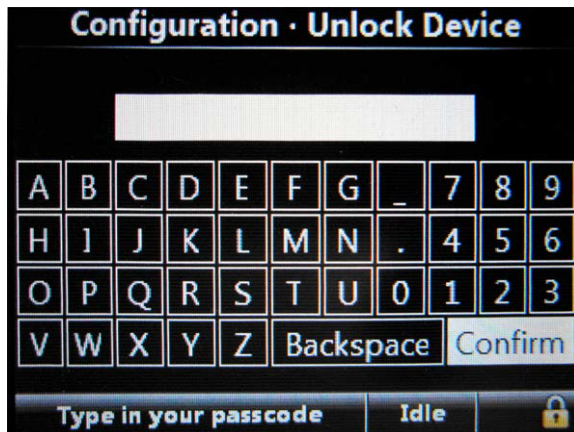 Configuration · Unlock Device
A B C D E F G _ 7 8 9
H I J K L M N . 4 5 6
O P Q R S T U 0 1 2 3
V W X Y Z Backspace Confirm
Type in your passcode Idle